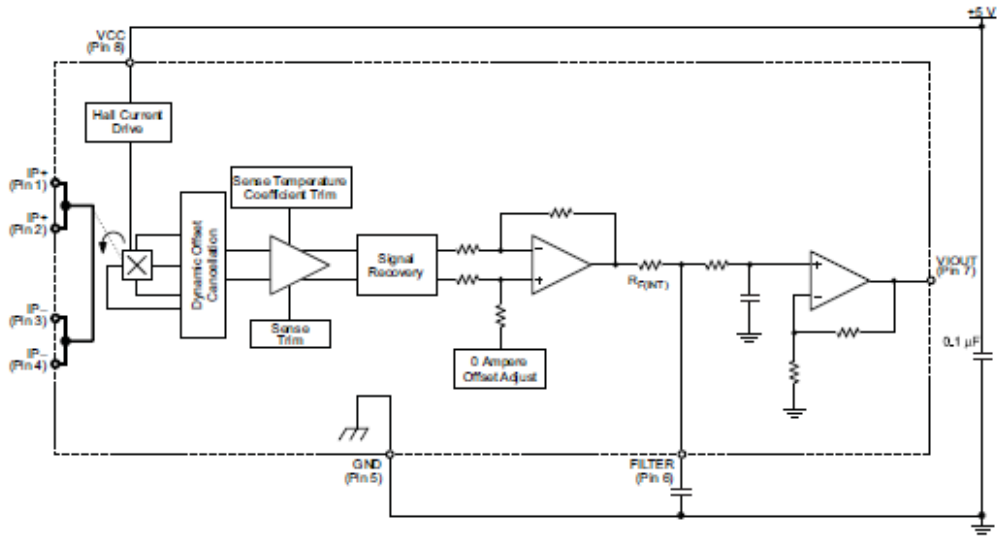 +5 V
VCC
(Pin 8)
Hall Current
Drive
IP+
(Pin 1)
IP+
(Pin 2)
IP−
(Pin 3)
IP−
(Pin 4)
Dynamic Offset
Cancellation
Sense Temperature
Coefficient Trim
Sense
Trim
Signal
Recovery
0 Ampere
Offset Adjust
−
+
RF(INT)
+
−
VIOUT
(Pin 7)
0.1 µF
GND
(Pin 5)
FILTER
(Pin 6)